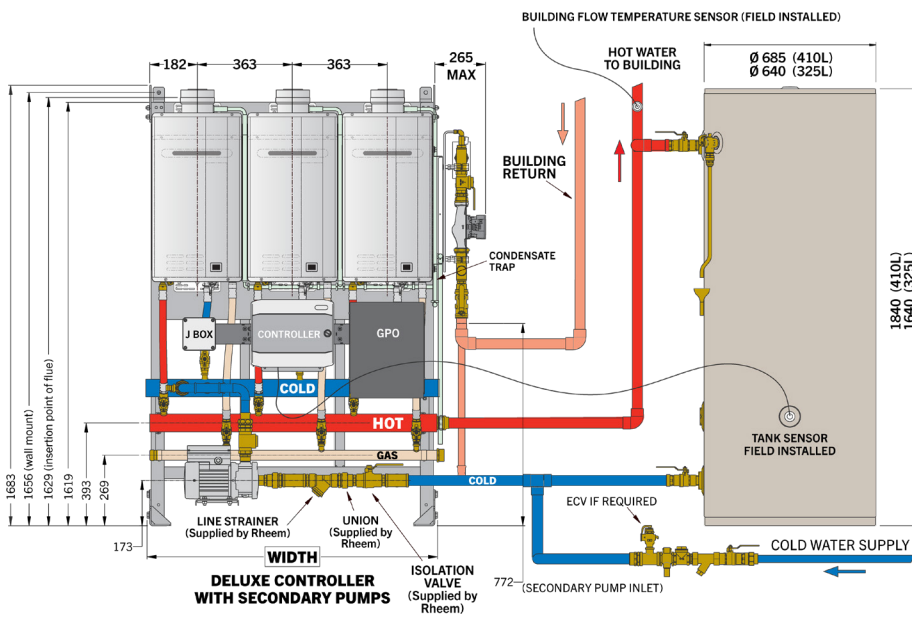 BUILDING FLOW TEMPERATURE SENSOR (FIELD INSTALLED)
182
363
363
265
MAX
HOT WATER
TO BUILDING
Ø 685 (410L)
Ø 640 (325L)
BUILDING
RETURN
CONDENSATE
TRAP
J BOX
CONTROLLER
GPO
COLD
HOT
GAS
COLD
1683
1656 (wall mount)
1629 (insertion point of flue)
1619
393
269
173
1840 (410L)
1640 (325L)
TANK SENSOR
FIELD INSTALLED
LINE STRAINER
(Supplied by Rheem)
UNION
(Supplied by
Rheem)
ISOLATION
VALVE
(Supplied by
Rheem)
ECV IF REQUIRED
COLD WATER SUPPLY
772
(SECONDARY PUMP INLET)
WIDTH
DELUXE CONTROLLER
WITH SECONDARY PUMPS